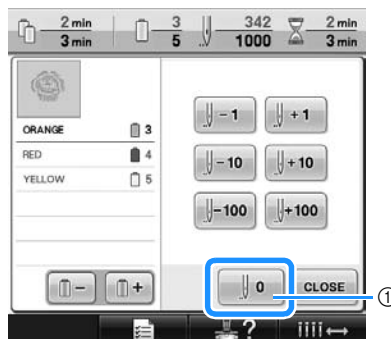 2 min 3 342 2 min
3 min 5 1000 3 min
ORANGE 3
RED 4
YELLOW 5
-1 +1
-10 +10
-100 +100
- + 0 CLOSE
①
?